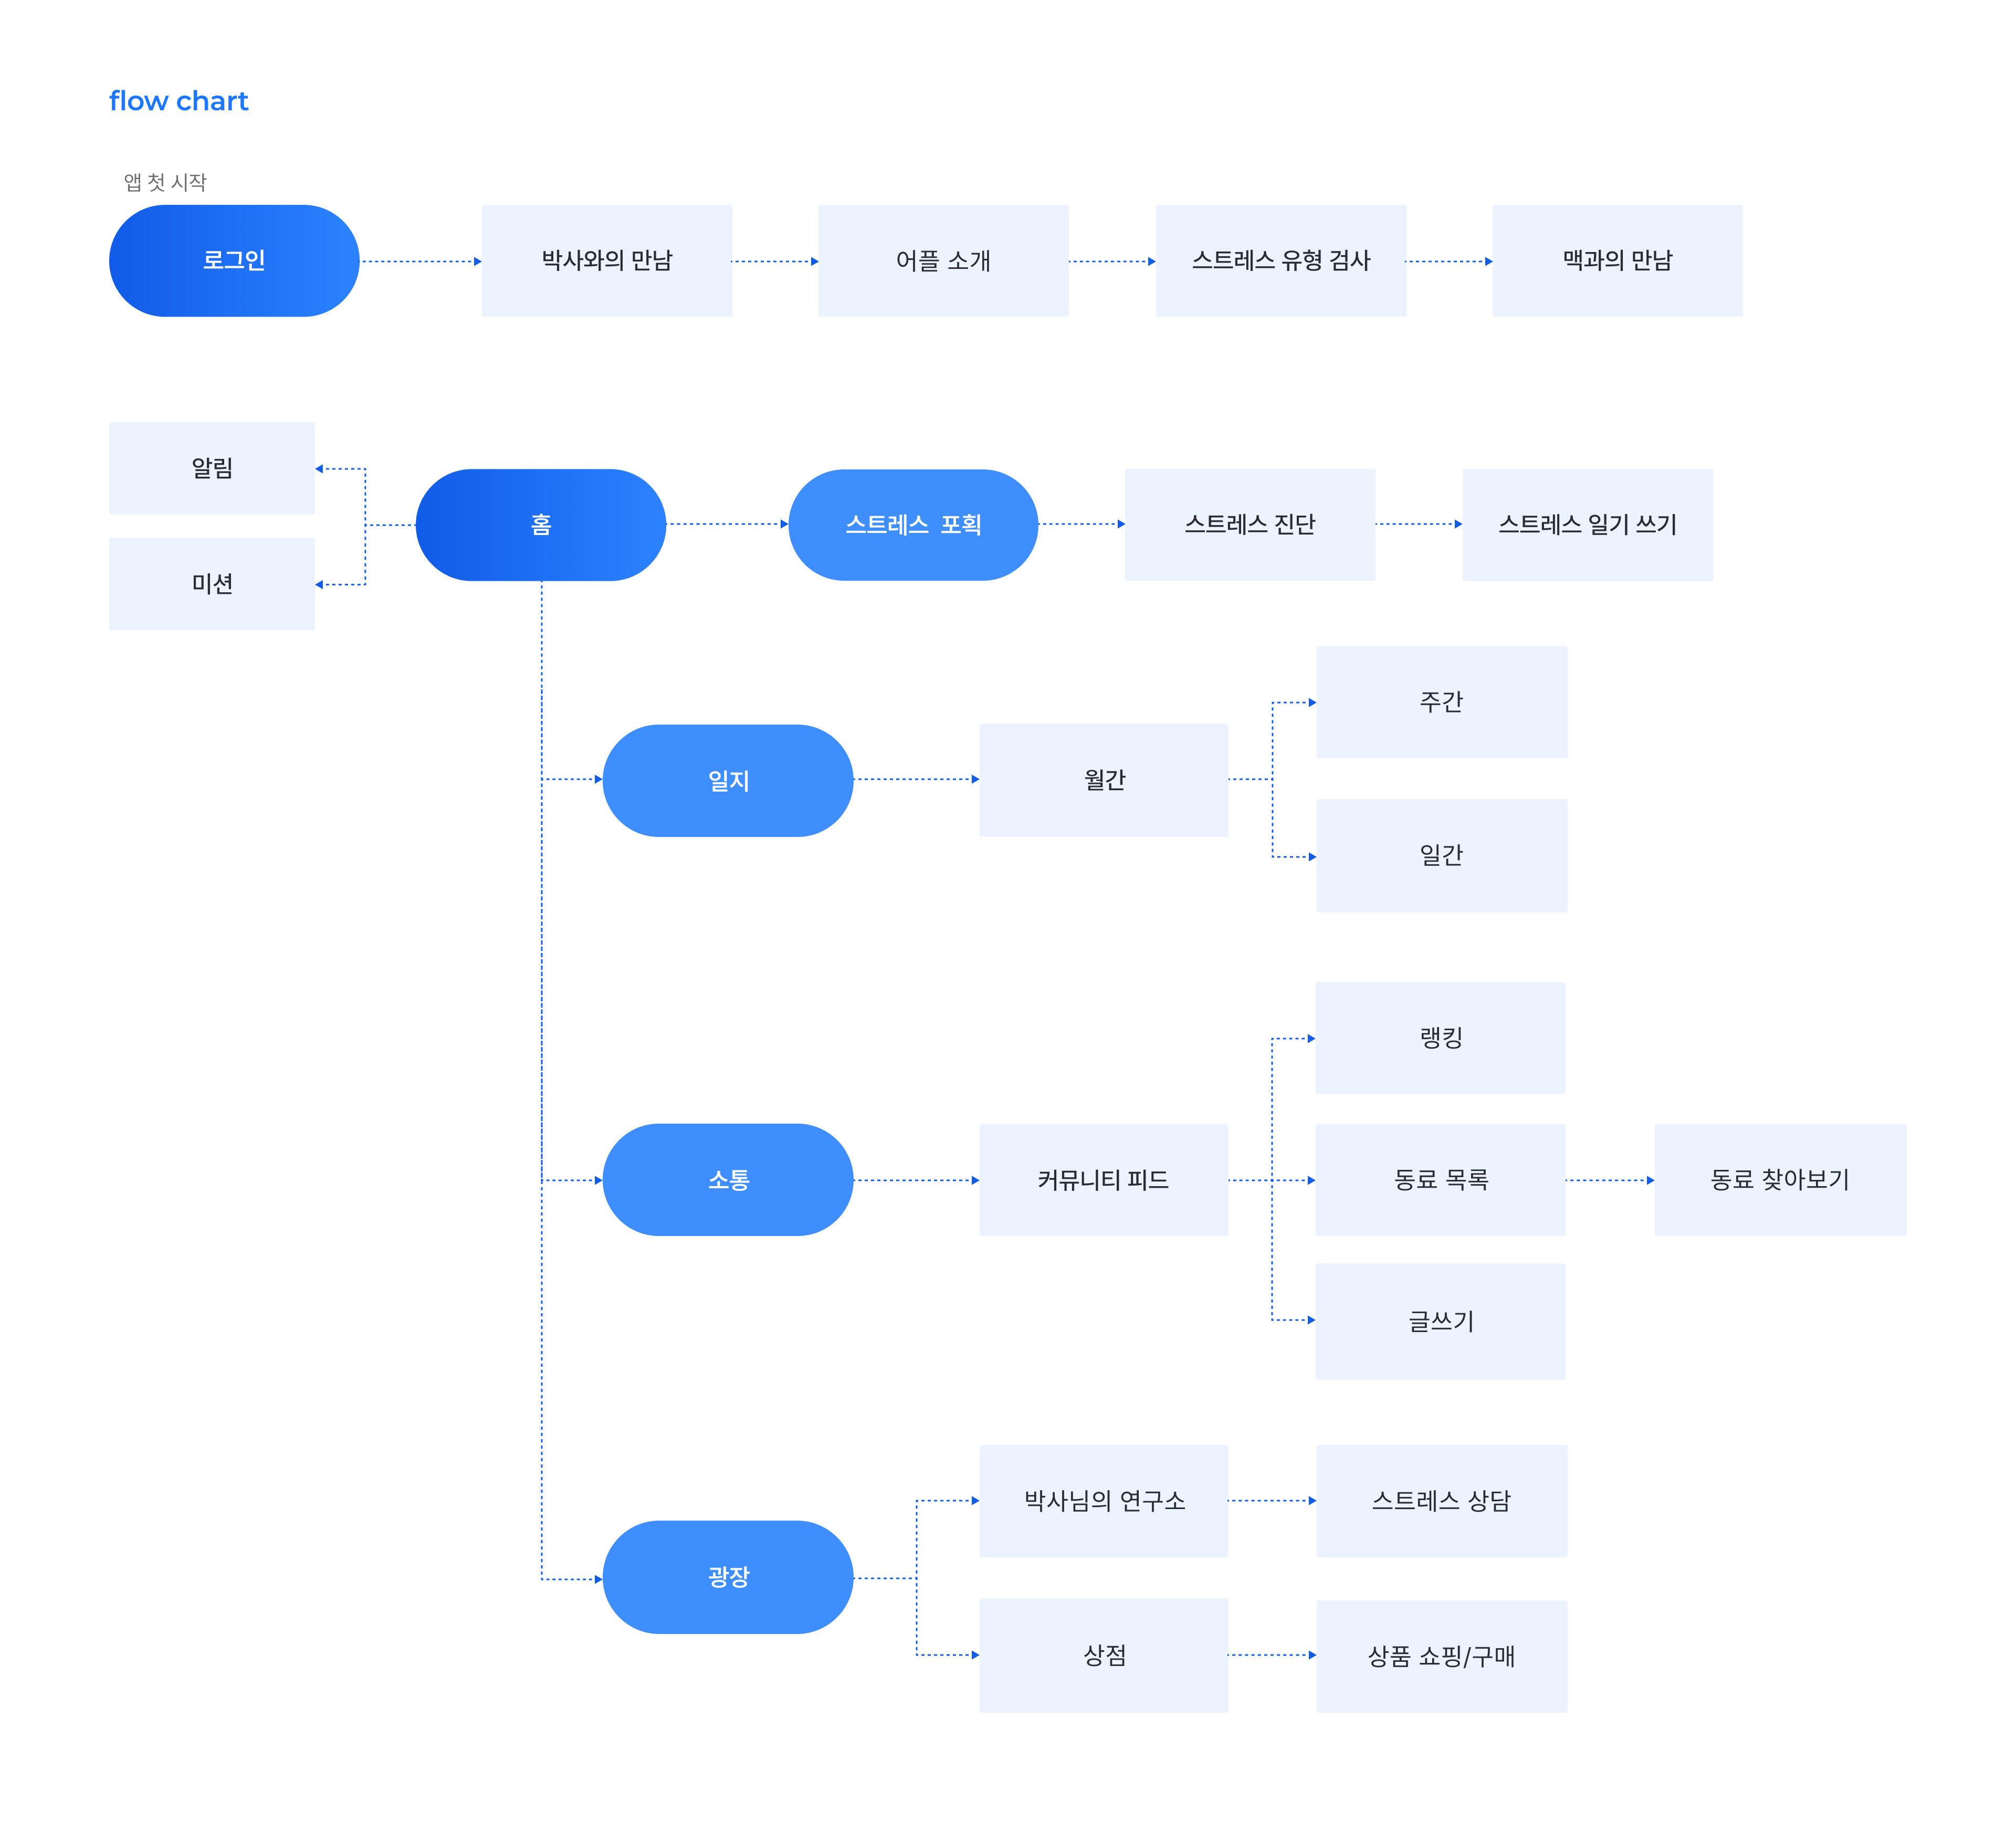 flow chart
앱 첫 시작
로그인
박사와의 만남
어플 소개
스트레스 유형 검사
맥과의 만남
알림
미션
홈
스트레스 포획
스트레스 진단
스트레스 일기 쓰기
일지
월간
주간
일간
소통
커뮤니티 피드
랭킹
동료 목록
동료 찾아보기
글쓰기
광장
박사님의 연구소
스트레스 상담
상점
상품 쇼핑/구매